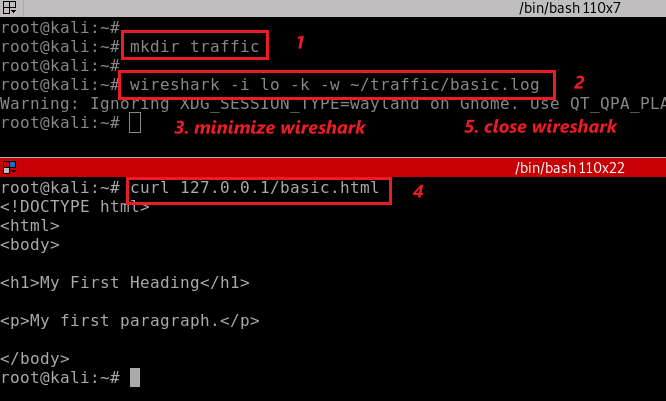 /bin/bash 110x7
root@kali:~#
root@kali:~# mkdir traffic 1
root@kali:~#
root@kali:~# wireshark -i lo -k -w ~/traffic/basic.log 2
Warning: Ignoring XDG_SESSION_TYPE=wayland on Gnome. Use QT_QPA_PLA
root@kali:~# 3. minimize wireshark 5. close wireshark
/bin/bash 110x22
root@kali:~# curl 127.0.0.1/basic.html 4
<!DOCTYPE html>
<html>
<body>
<h1>My First Heading</h1>
<p>My first paragraph.</p>
</body>
root@kali:~#